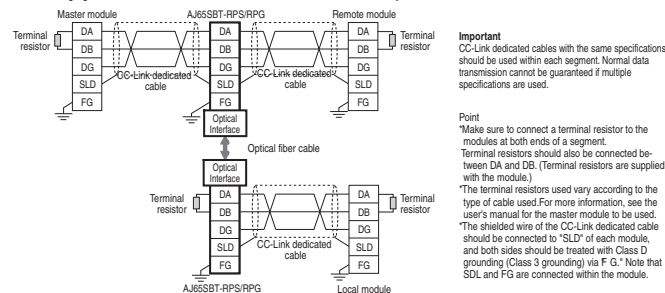 Master module
AJ65SBT-RPS/RPG
Remote module
Terminal
resistor
DA
DB
DG
SLD
FG
CC-Link dedicated
cable
DA
DB
DG
SLD
FG
CC-Link dedicated
cable
DA
DB
DG
SLD
FG
Terminal
resistor
Optical
Interface
Optical fiber cable
Optical
Interface
Terminal
resistor
DA
DB
DG
SLD
FG
CC-Link dedicated
cable
DA
DB
DG
SLD
FG
Terminal
resistor
AJ65SBT-RPS/RPG
Local module
Important
CC-Link dedicated cables with the same specifications
should be used within each segment. Normal data
transmission cannot be guaranteed if multiple
specifications are used.
Point
*Make sure to connect a terminal resistor to the
modules at both ends of a segment.
Terminal resistors should also be connected be-
tween DA and DB. (Terminal resistors are supplied
with the module.)
*The terminal resistors used vary according to the
type of cable used.For more information, see the
user's manual for the master module to be used.
*The shielded wire of the CC-Link dedicated cable
should be connected to "SLD" of each module,
and both sides should be treated with Class D
grounding (Class 3 grounding) via F G." Note that
SDL and FG are connected within the module.